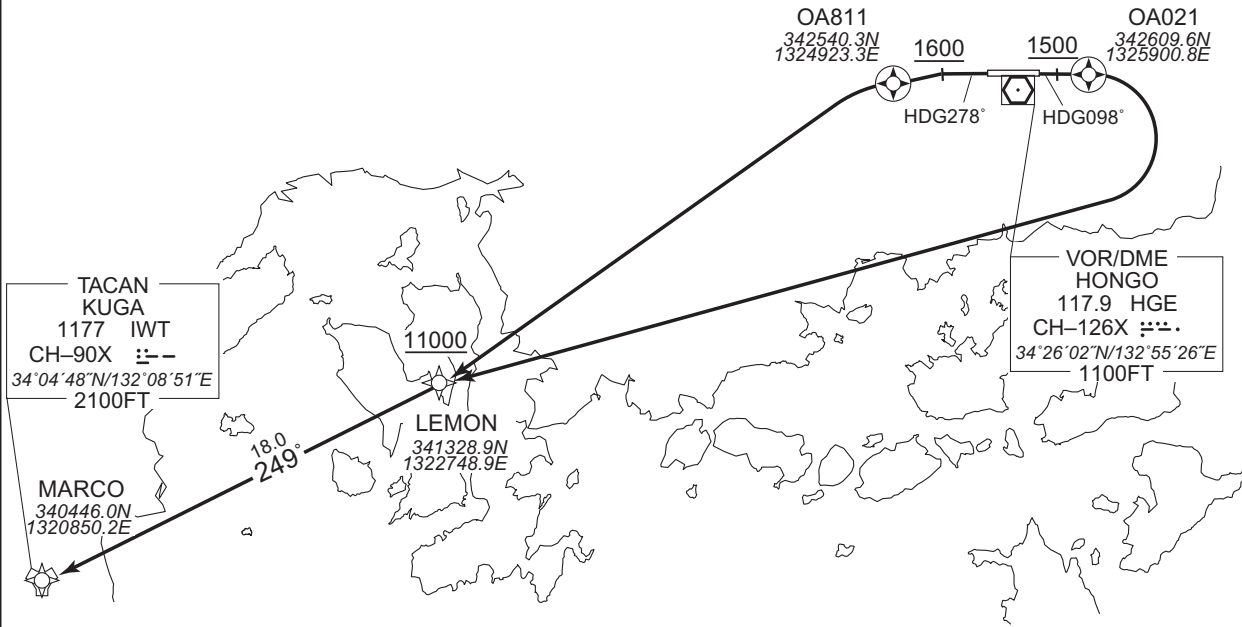 OA811
342540.3N
1324923.3E
1600
1500
OA021
342609.6N
1325900.8E
HDG278°
HDG098°
TACAN
KUGA
1177 IWT
CH–90X
34°04´48˝N/132°08´51˝E
2100FT
11000
VOR/DME
HONGO
117.9 HGE
CH–126X
34°26´02˝N/132°55´26˝E
1100FT
LEMON
341328.9N
1322748.9E
18.0
249°
MARCO
340446.0N
1320850.2E